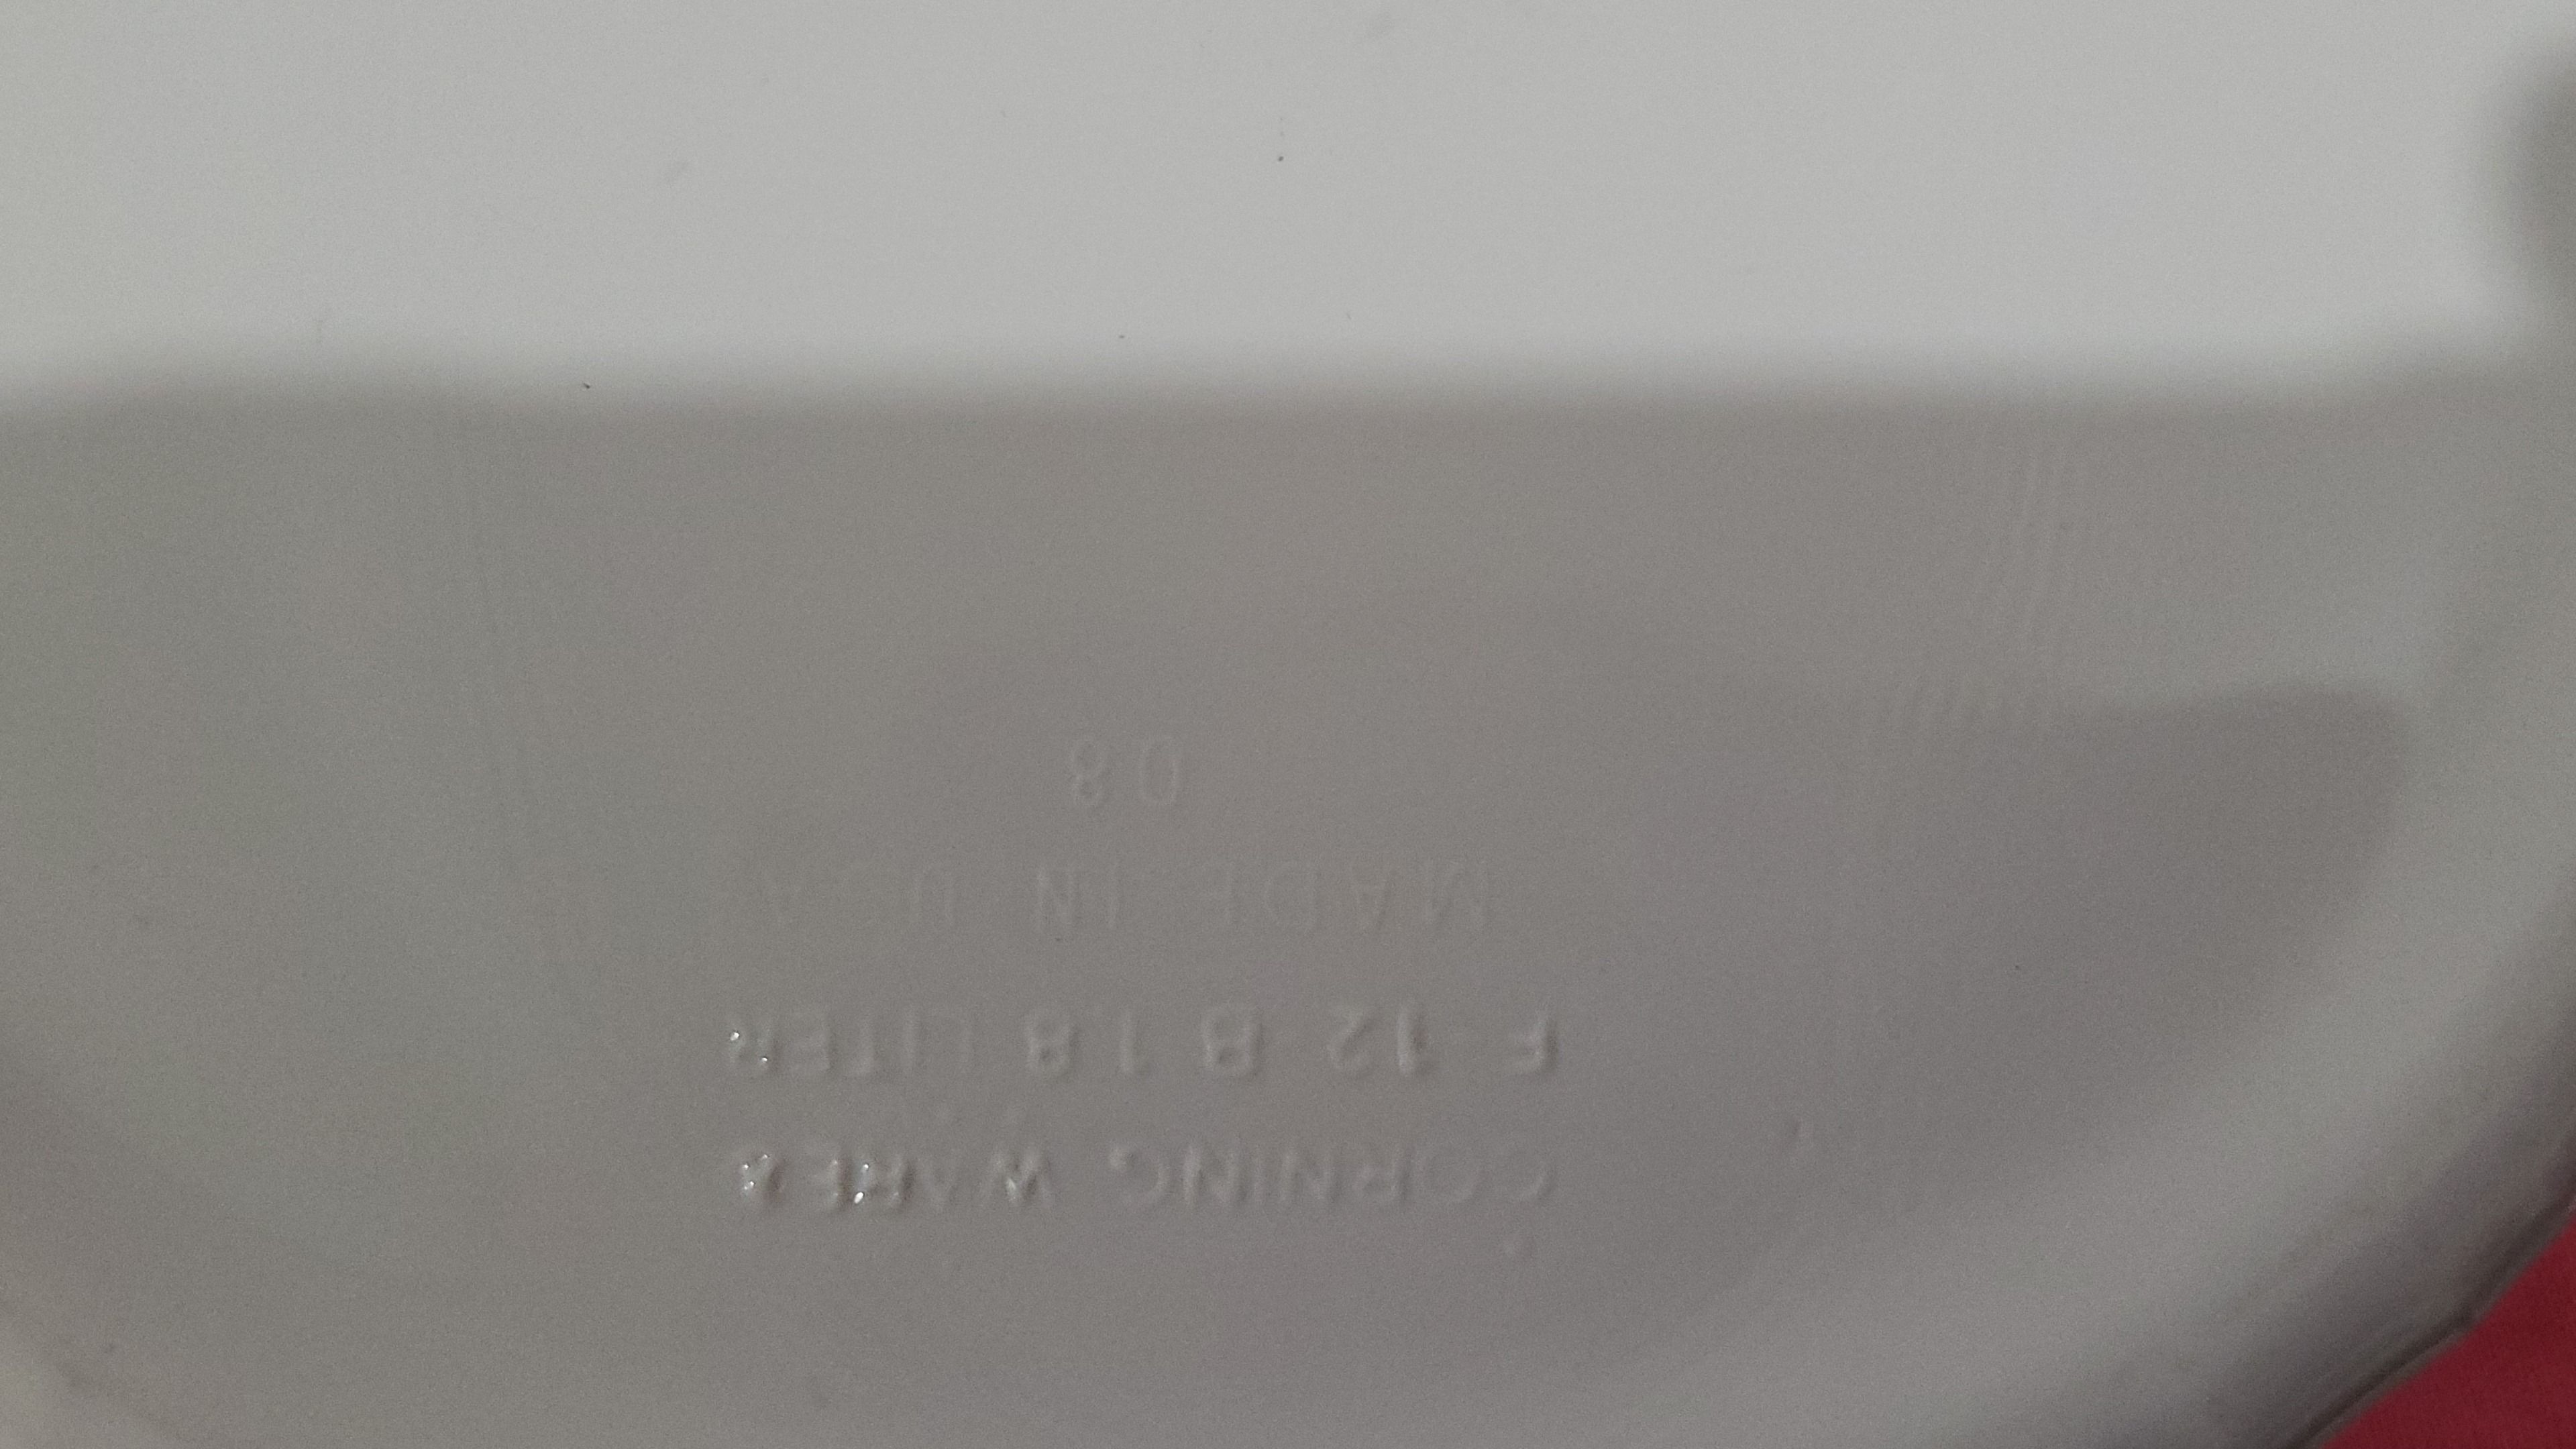 CORNING WARE®
F 12 B 1.8 LITER
MADE IN U S A
08